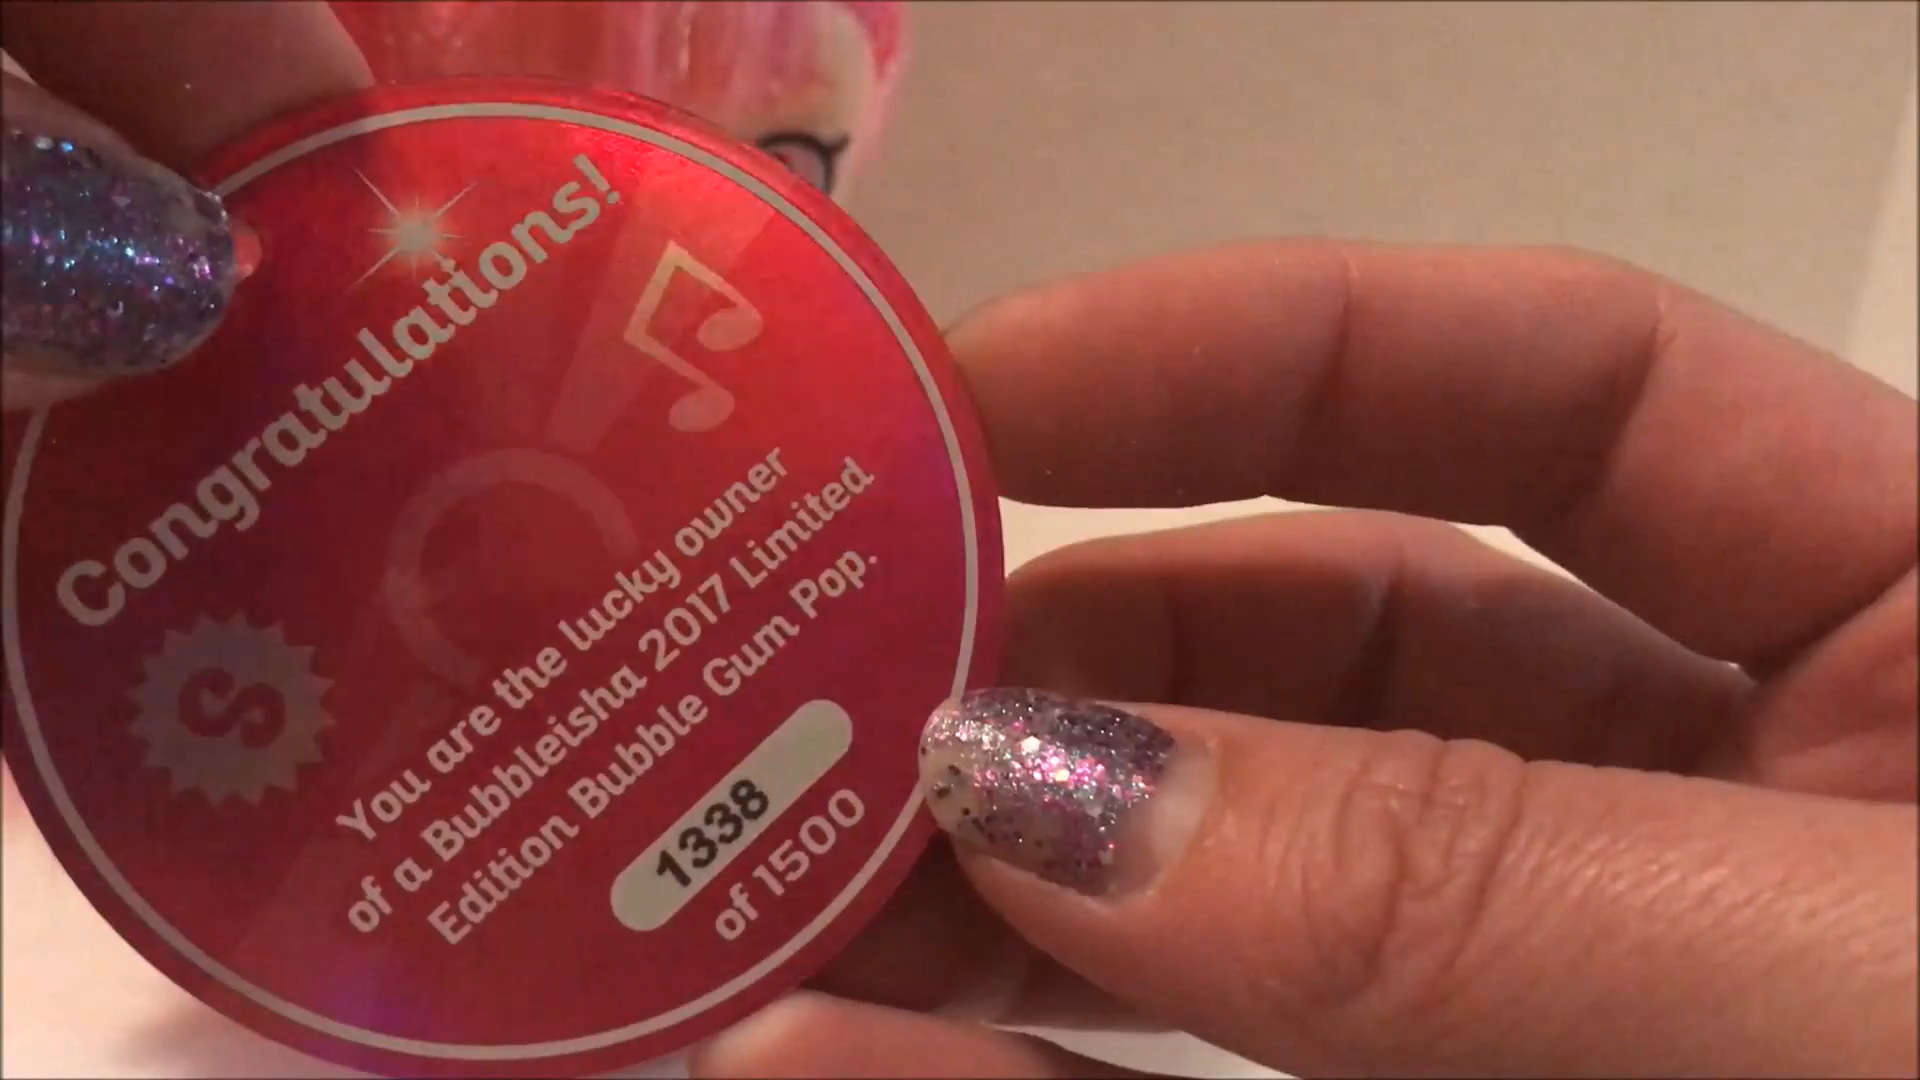 Congratulations!
S
You are the lucky owner
of a Bubbleisha 2017 Limited
Edition Bubble Gum Pop.
1338
of 1500